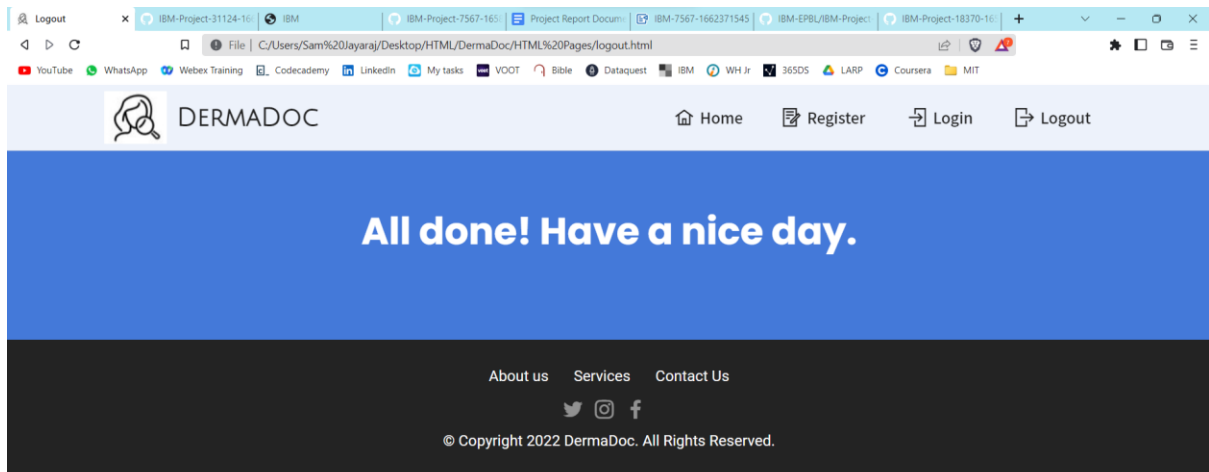 Logout IBM-Project-31124-16 IBM IBM-Project-7567-165 Project Report Docume IBM-7567-1662371545 IBM-EPBL/IBM-Project IBM-Project-18370-16
File C:/Users/Sam%20Jayaraj/Desktop/HTML/DermaDoc/HTML%20Pages/logout.html
YouTube WhatsApp Webex Training Codecademy LinkedIn My tasks VOOT Bible Dataquest IBM WH Jr 365DS LARP Coursera MIT
DERMADOC Home Register Login Logout
All done! Have a nice day.
About us Services Contact Us
© Copyright 2022 DermaDoc. All Rights Reserved.